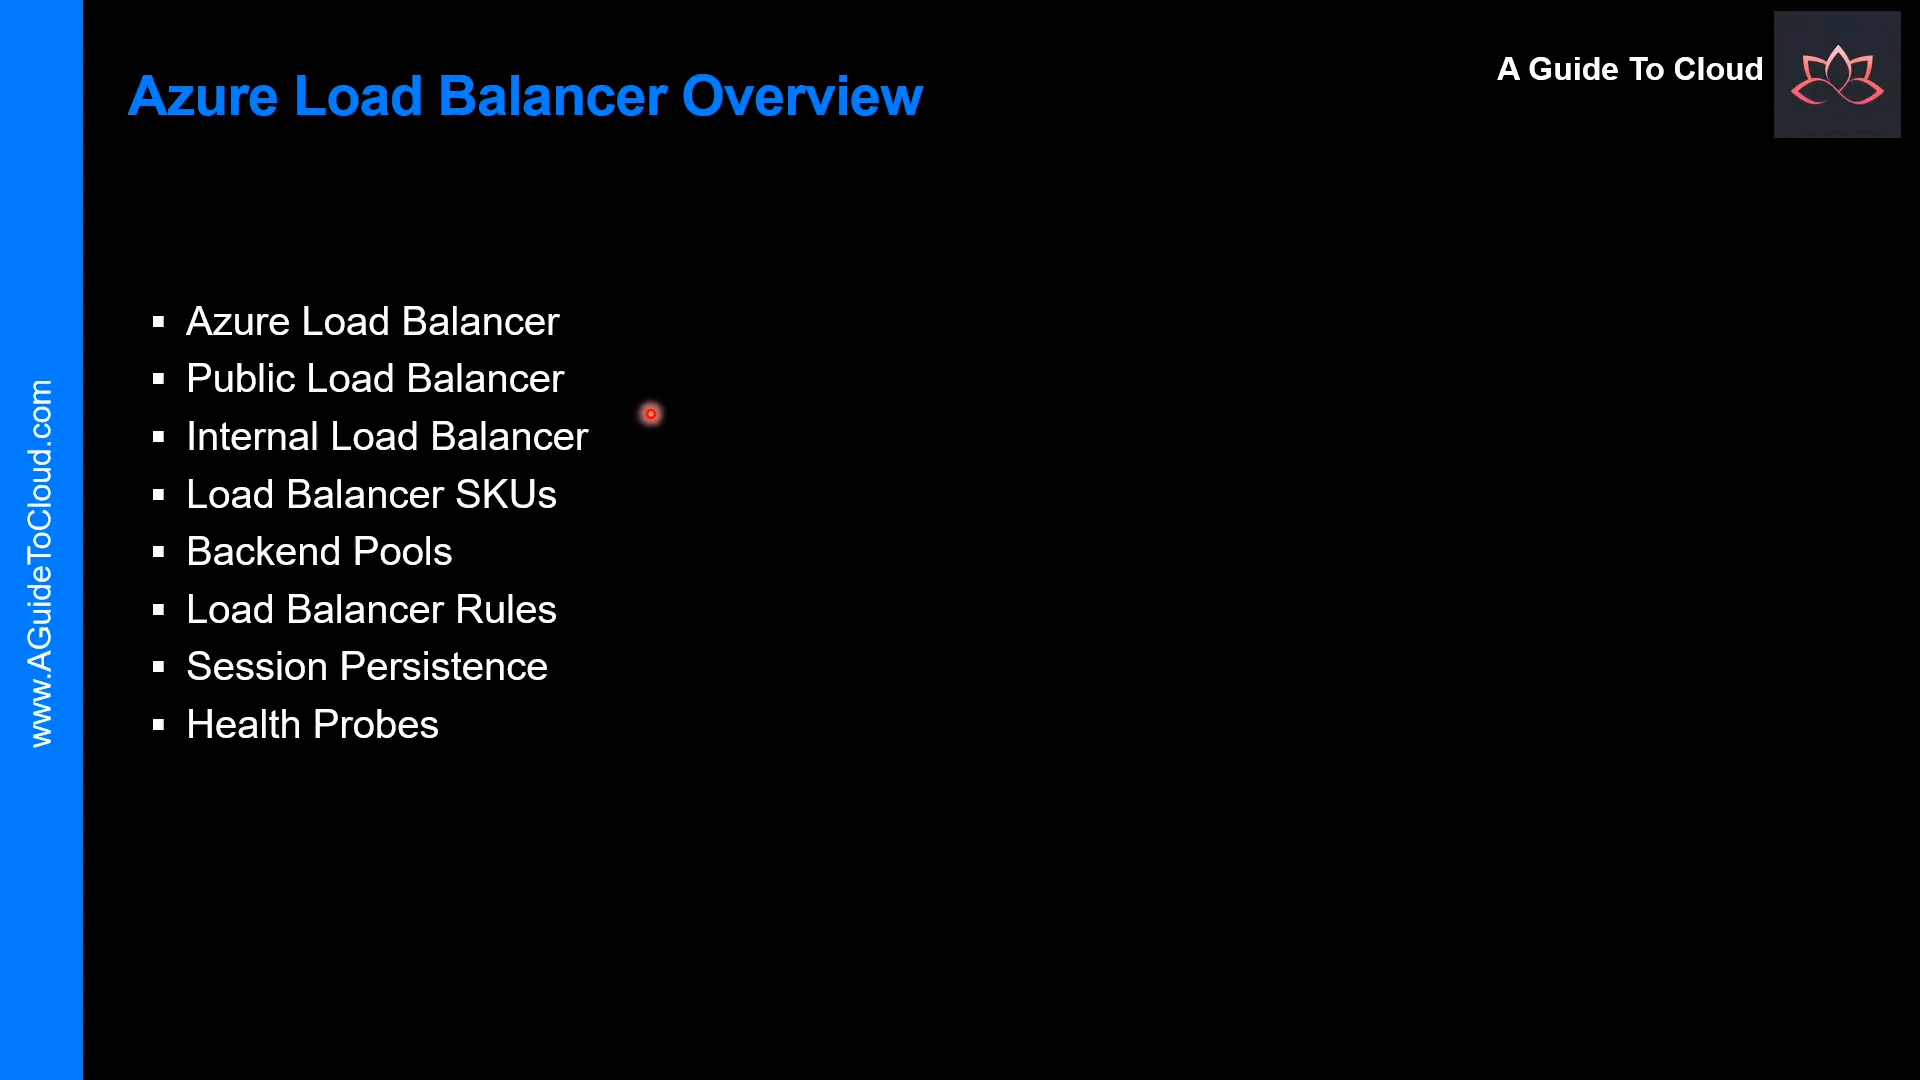 Azure Load Balancer Overview
A Guide To Cloud
Azure Load Balancer
Public Load Balancer
Internal Load Balancer
Load Balancer SKUs
Backend Pools
Load Balancer Rules
Session Persistence
Health Probes
www.AGuideToCloud.com